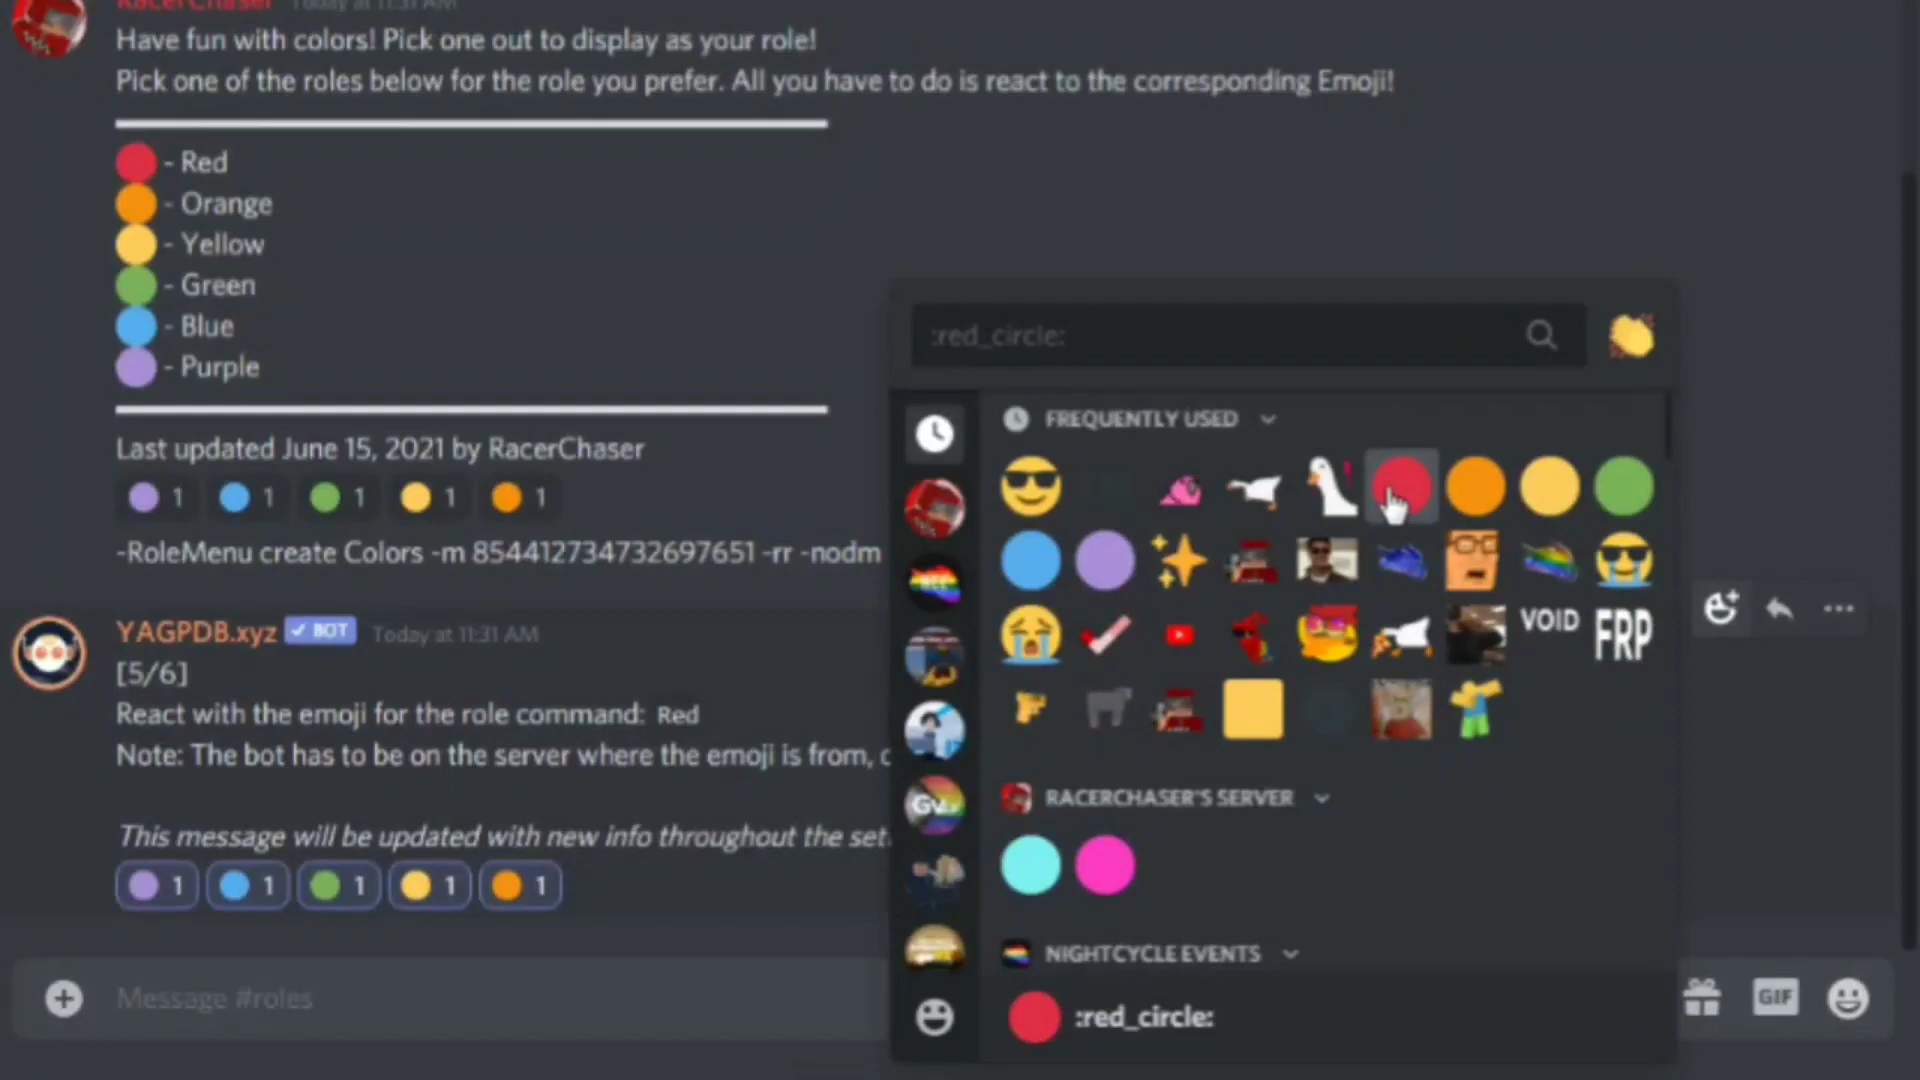 RacerChaser Today at 11:31 AM
Have fun with colors! Pick one out to display as your role!
Pick one of the roles below for the role you prefer. All you have to do is react to the corresponding Emoji!
- Red
- Orange
- Yellow
- Green
- Blue
- Purple
Last updated June 15, 2021 by RacerChaser
1 1 1 1 1
-RoleMenu create Colors -m 854412734732697651 -rr -nodm
YAGPDB.xyz BOT Today at 11:31 AM
[5/6]
React with the emoji for the role command: Red
Note: The bot has to be on the server where the emoji is from,
This message will be updated with new info throughout the
1 1 1 1 1
Message #roles
GIF
:red_circle:
FREQUENTLY USED
VOID
FRP
RACERCHASER'S SERVER
NIGHTCYCLE EVENTS
:red_circle: